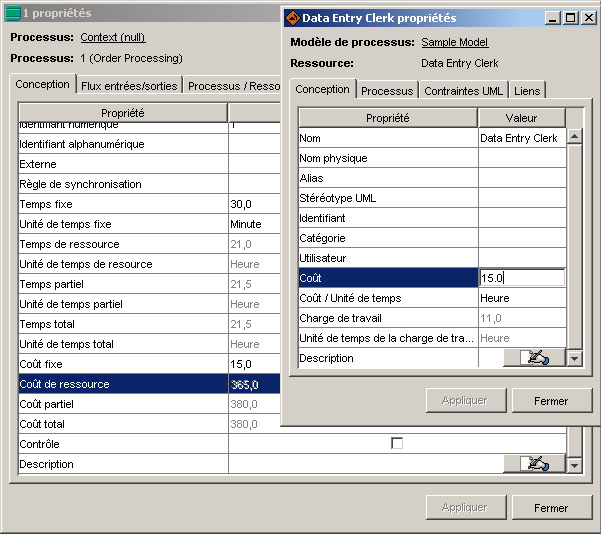 1 propriétés
Processus: Context (null)
Processus: 1 (Order Processing)
Conception Flux entrées/sorties Processus / Resso
Propriété
Identifiant numérique 1
Identifiant alphanumérique
Externe
Règle de synchronisation
Temps fixe 30,0
Unité de temps fixe Minute
Temps de ressource 21,0
Unité de temps de ressource Heure
Temps partiel 21,5
Unité de temps partiel Heure
Temps total 21,5
Unité de temps total Heure
Coût fixe 15,0
Coût de ressource 365,0
Coût partiel 380,0
Coût total 380,0
Contrôle
Description
Appliquer Fermer
Data Entry Clerk propriétés
Modèle de processus: Sample Model
Ressource: Data Entry Clerk
Conception Processus Contraintes UML Liens
Propriété Valeur
Nom Data Entry Clerk
Nom physique
Alias
Stéréotype UML
Identifiant
Catégorie
Utilisateur
Coût 15.0
Coût / Unité de temps Heure
Charge de travail 11,0
Unité de temps de la charge de tra... Heure
Description
Appliquer Fermer